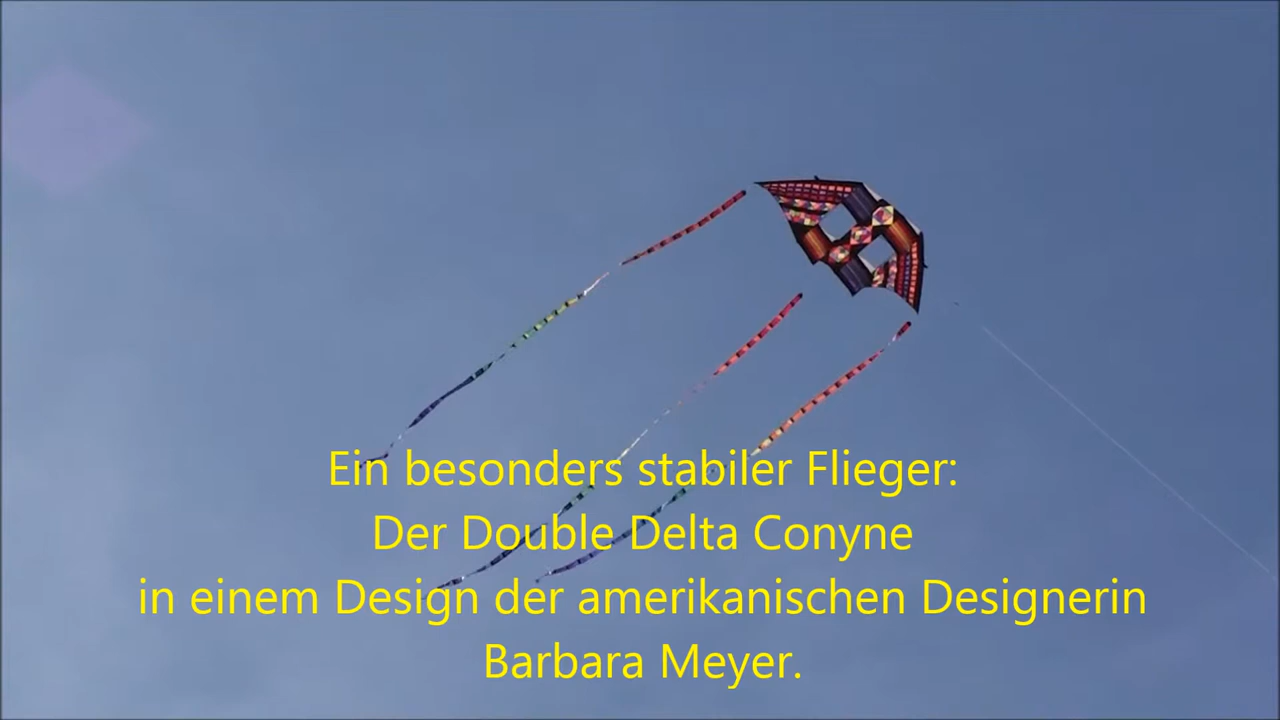 Ein besonders stabiler Flieger:
Der Double Delta Conyne
in einem Design der amerikanischen Designerin
Barbara Meyer.